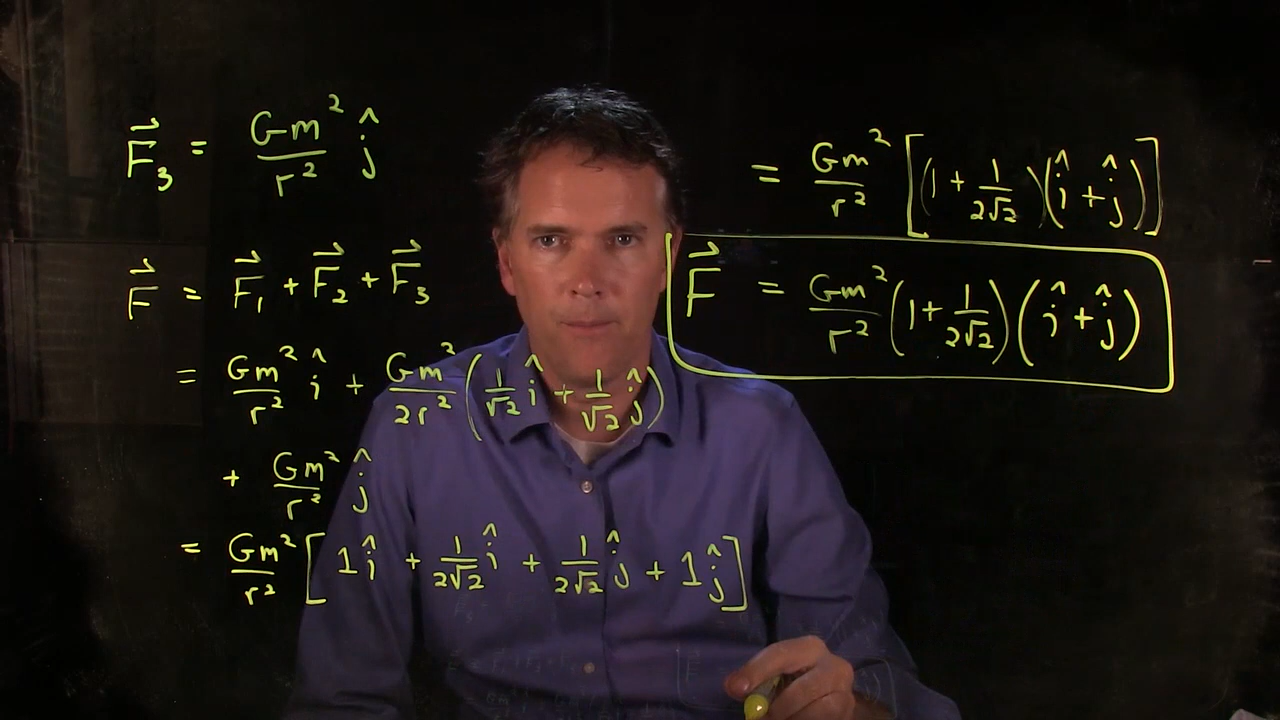 F⃗₃ = Gm²/r² ĵ
F⃗ = F⃗₁ + F⃗₂ + F⃗₃
= Gm²/r² î + Gm²/2r² (1/√2 î + 1/√2 ĵ)
+ Gm²/r² ĵ
= Gm²/r² [1î + 1/2√2 î + 1/2√2 ĵ + 1ĵ]
= Gm²/r² [(1 + 1/2√2)(î + ĵ)]
F⃗ = Gm²/r² (1 + 1/2√2)(î + ĵ)